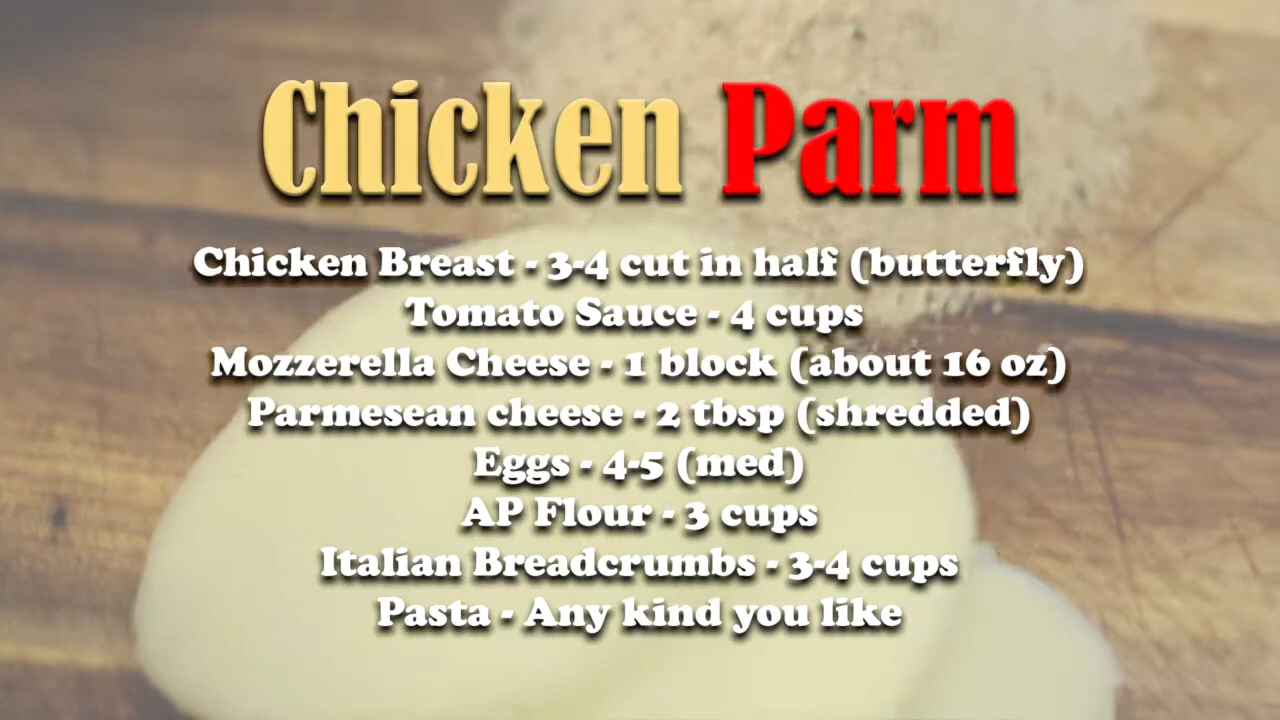 Chicken Parm
Chicken Breast - 3-4 cut in half (butterfly)
Tomato Sauce - 4 cups
Mozzerella Cheese - 1 block (about 16 oz)
Parmesean cheese - 2 tbsp (shredded)
Eggs - 4-5 (med)
AP Flour - 3 cups
Italian Breadcrumbs - 3-4 cups
Pasta - Any kind you like